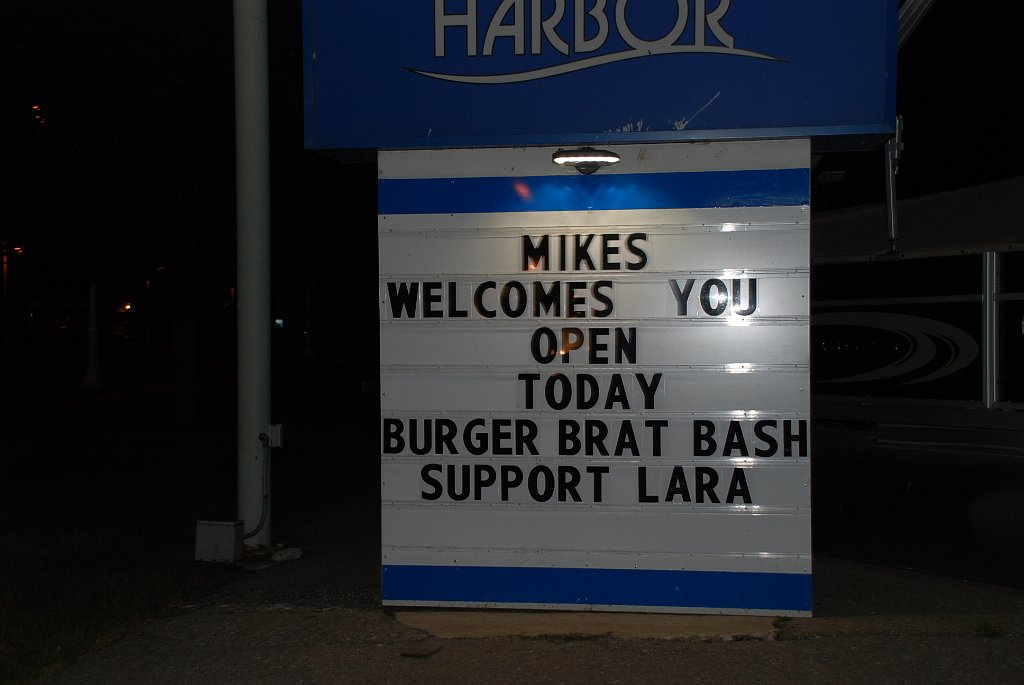 HARBOR
MIKES
WELCOMES YOU
OPEN
TODAY
BURGER BRAT BASH
SUPPORT LARA